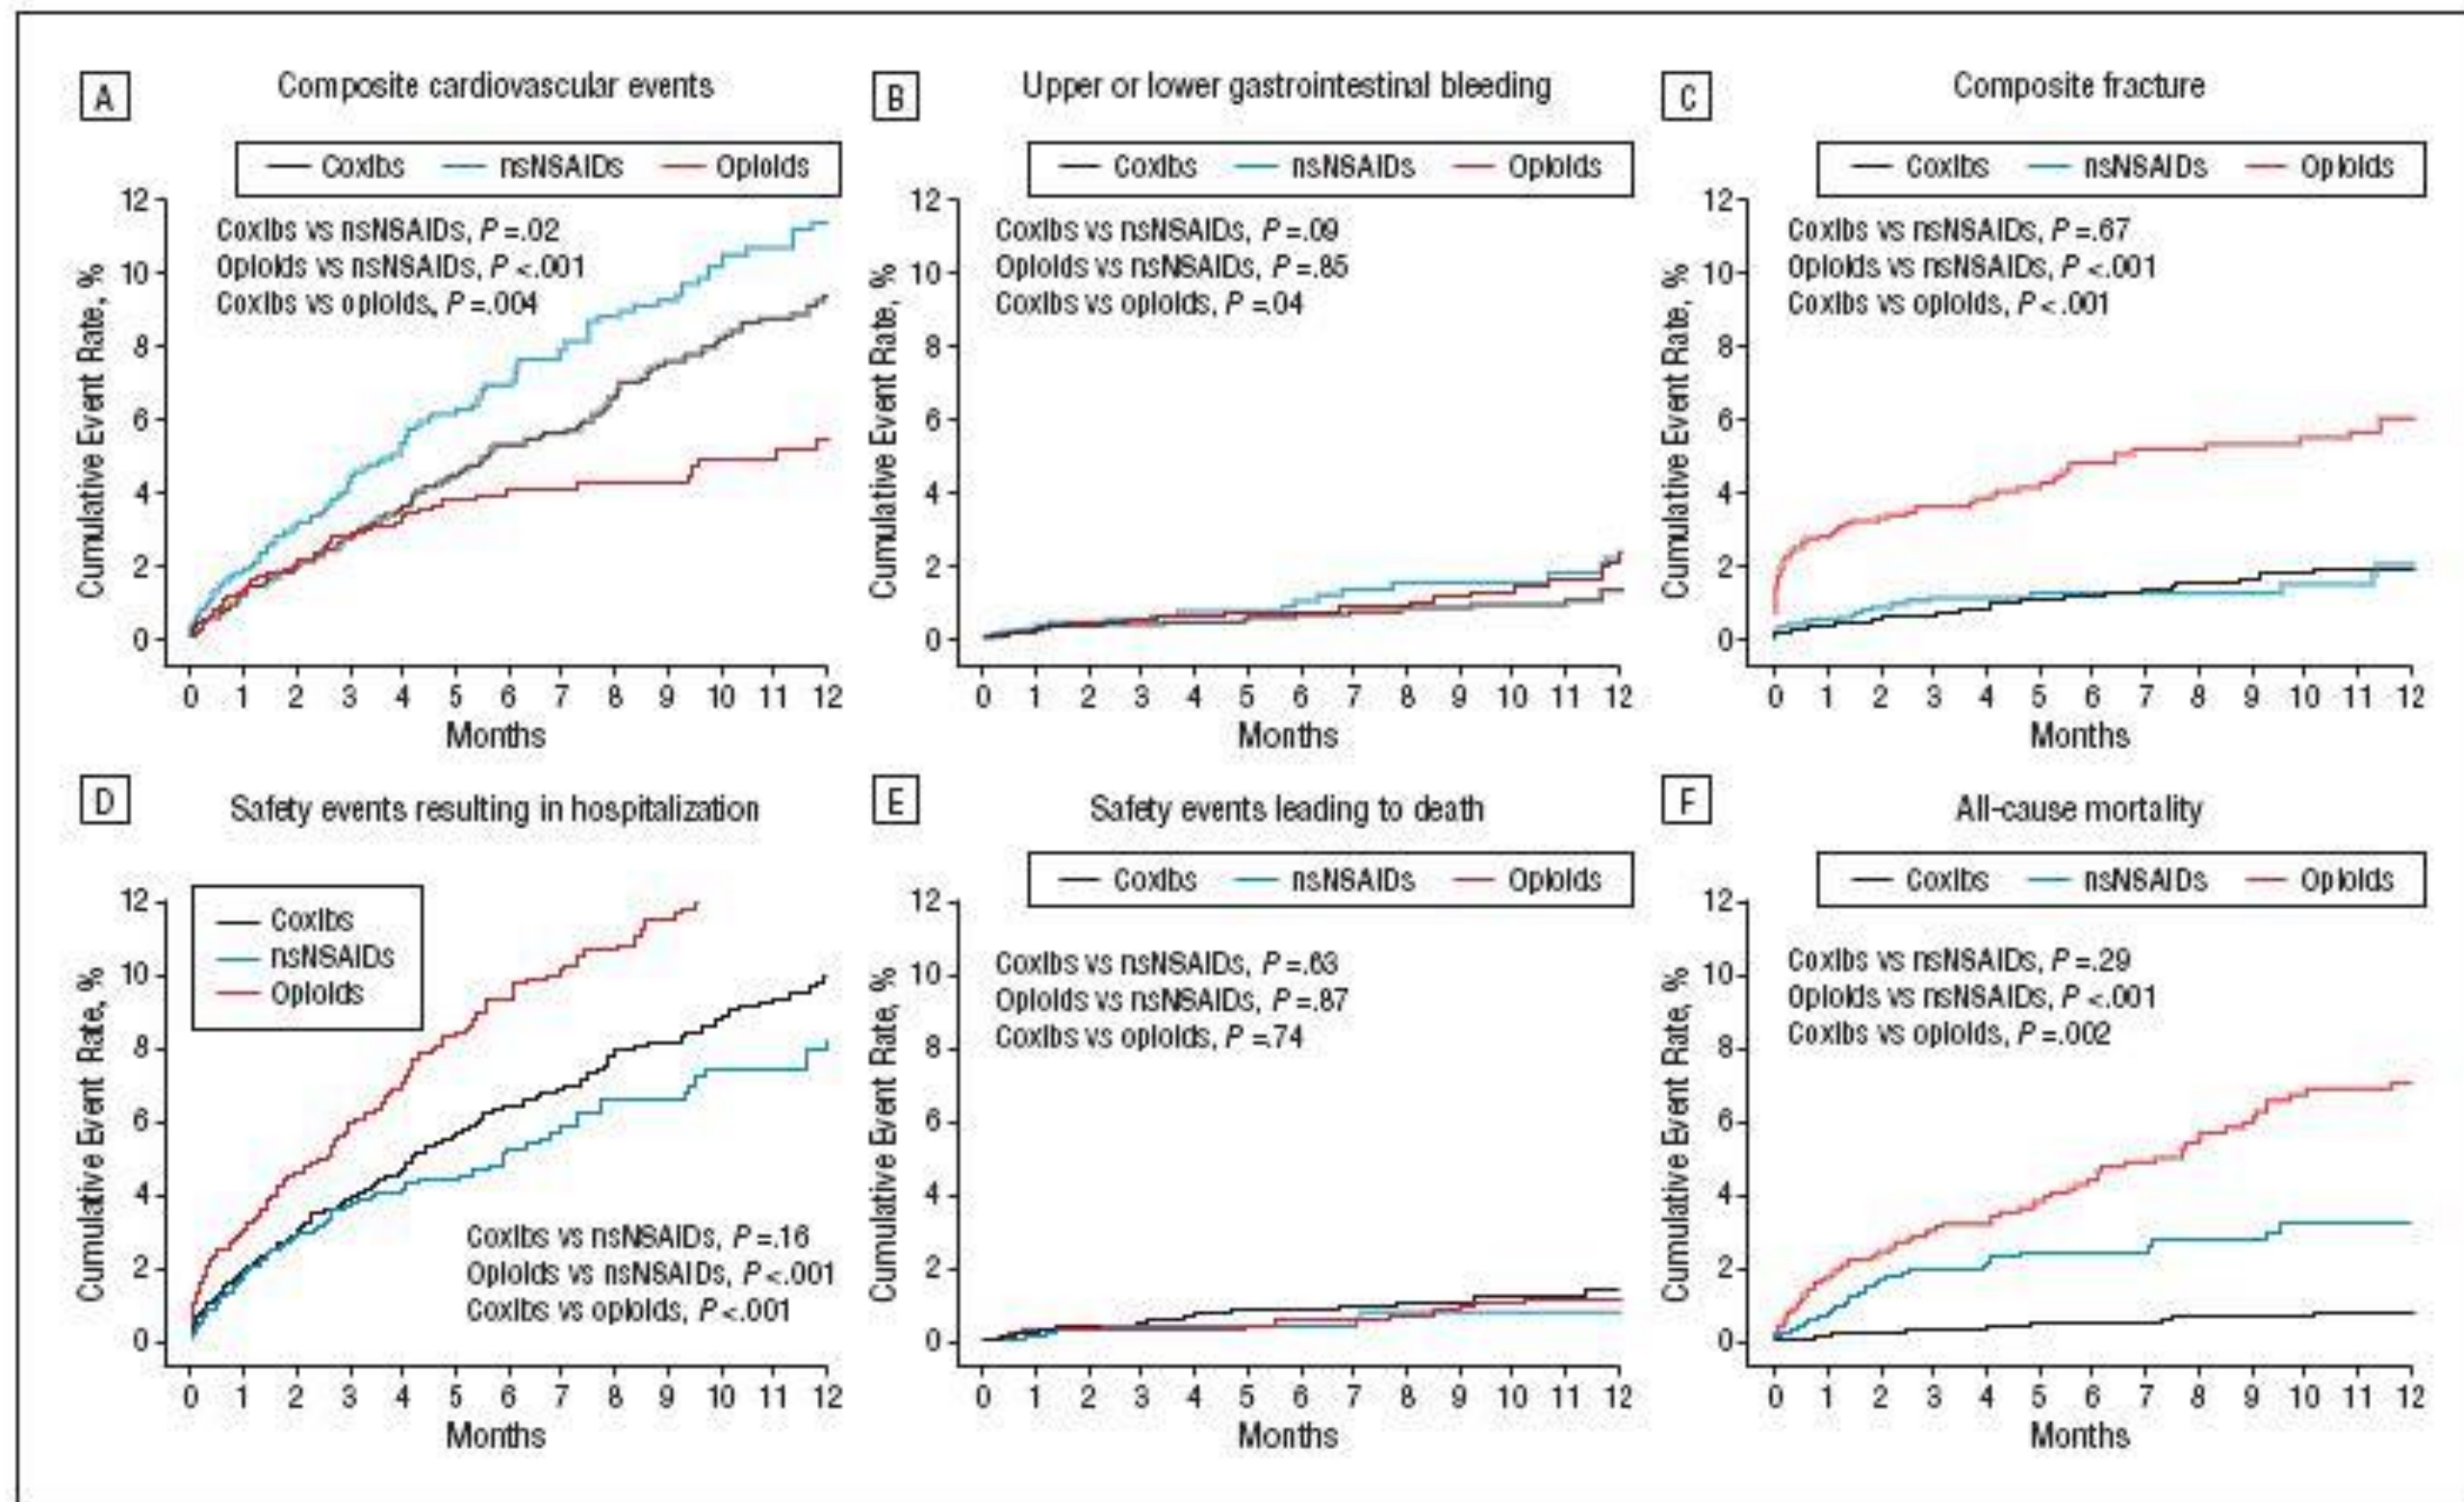 A Composite cardiovascular events
Coxibs nsNSAIDs Opioids
Cumulative Event Rate, %
12
10
8
6
4
2
0
Coxibs vs nsNSAIDs, P=.02
Opioids vs nsNSAIDs, P<.001
Coxibs vs opioids, P=.004
0 1 2 3 4 5 6 7 8 9 10 11 12
Months
B Upper or lower gastrointestinal bleeding
Coxibs nsNSAIDs Opioids
Cumulative Event Rate, %
12
10
8
6
4
2
0
Coxibs vs nsNSAIDs, P=.09
Opioids vs nsNSAIDs, P=.85
Coxibs vs opioids, P=.04
0 1 2 3 4 5 6 7 8 9 10 11 12
Months
C Composite fracture
Coxibs nsNSAIDs Opioids
Cumulative Event Rate, %
12
10
8
6
4
2
0
Coxibs vs nsNSAIDs, P=.67
Opioids vs nsNSAIDs, P<.001
Coxibs vs opioids, P<.001
0 1 2 3 4 5 6 7 8 9 10 11 12
Months
D Safety events resulting in hospitalization
Coxibs
nsNSAIDs
Opioids
Cumulative Event Rate, %
12
10
8
6
4
2
0
Coxibs vs nsNSAIDs, P=.16
Opioids vs nsNSAIDs, P<.001
Coxibs vs opioids, P<.001
0 1 2 3 4 5 6 7 8 9 10 11 12
Months
E Safety events leading to death
Coxibs nsNSAIDs Opioids
Cumulative Event Rate, %
12
10
8
6
4
2
0
Coxibs vs nsNSAIDs, P=.63
Opioids vs nsNSAIDs, P=.87
Coxibs vs opioids, P=.74
0 1 2 3 4 5 6 7 8 9 10 11 12
Months
F All-cause mortality
Coxibs nsNSAIDs Opioids
Cumulative Event Rate, %
12
10
8
6
4
2
0
Coxibs vs nsNSAIDs, P=.29
Opioids vs nsNSAIDs, P<.001
Coxibs vs opioids, P=.002
0 1 2 3 4 5 6 7 8 9 10 11 12
Months